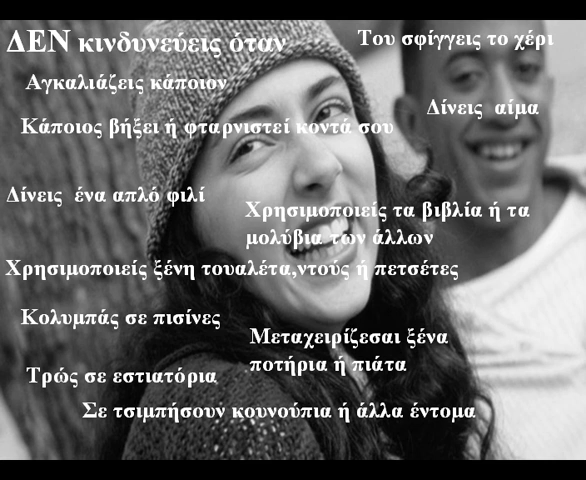 ΔΕΝ κινδυνεύεις όταν
Του σφίγγεις το χέρι
Αγκαλιάζεις κάποιον
Δίνεις αίμα
Κάποιος βήξει ή φταρνιστεί κοντά σου
Δίνεις ένα απλό φιλί
Χρησιμοποιείς τα βιβλία ή τα
μολύβια των άλλων
Χρησιμοποιείς ξένη τουαλέτα,ντούς ή πετσέτες
Κολυμπάς σε πισίνες
Μεταχειρίζεσαι ξένα
ποτήρια ή πιάτα
Τρώς σε εστιατόρια
Σε τσιμπήσουν κουνούπια ή άλλα έντομα